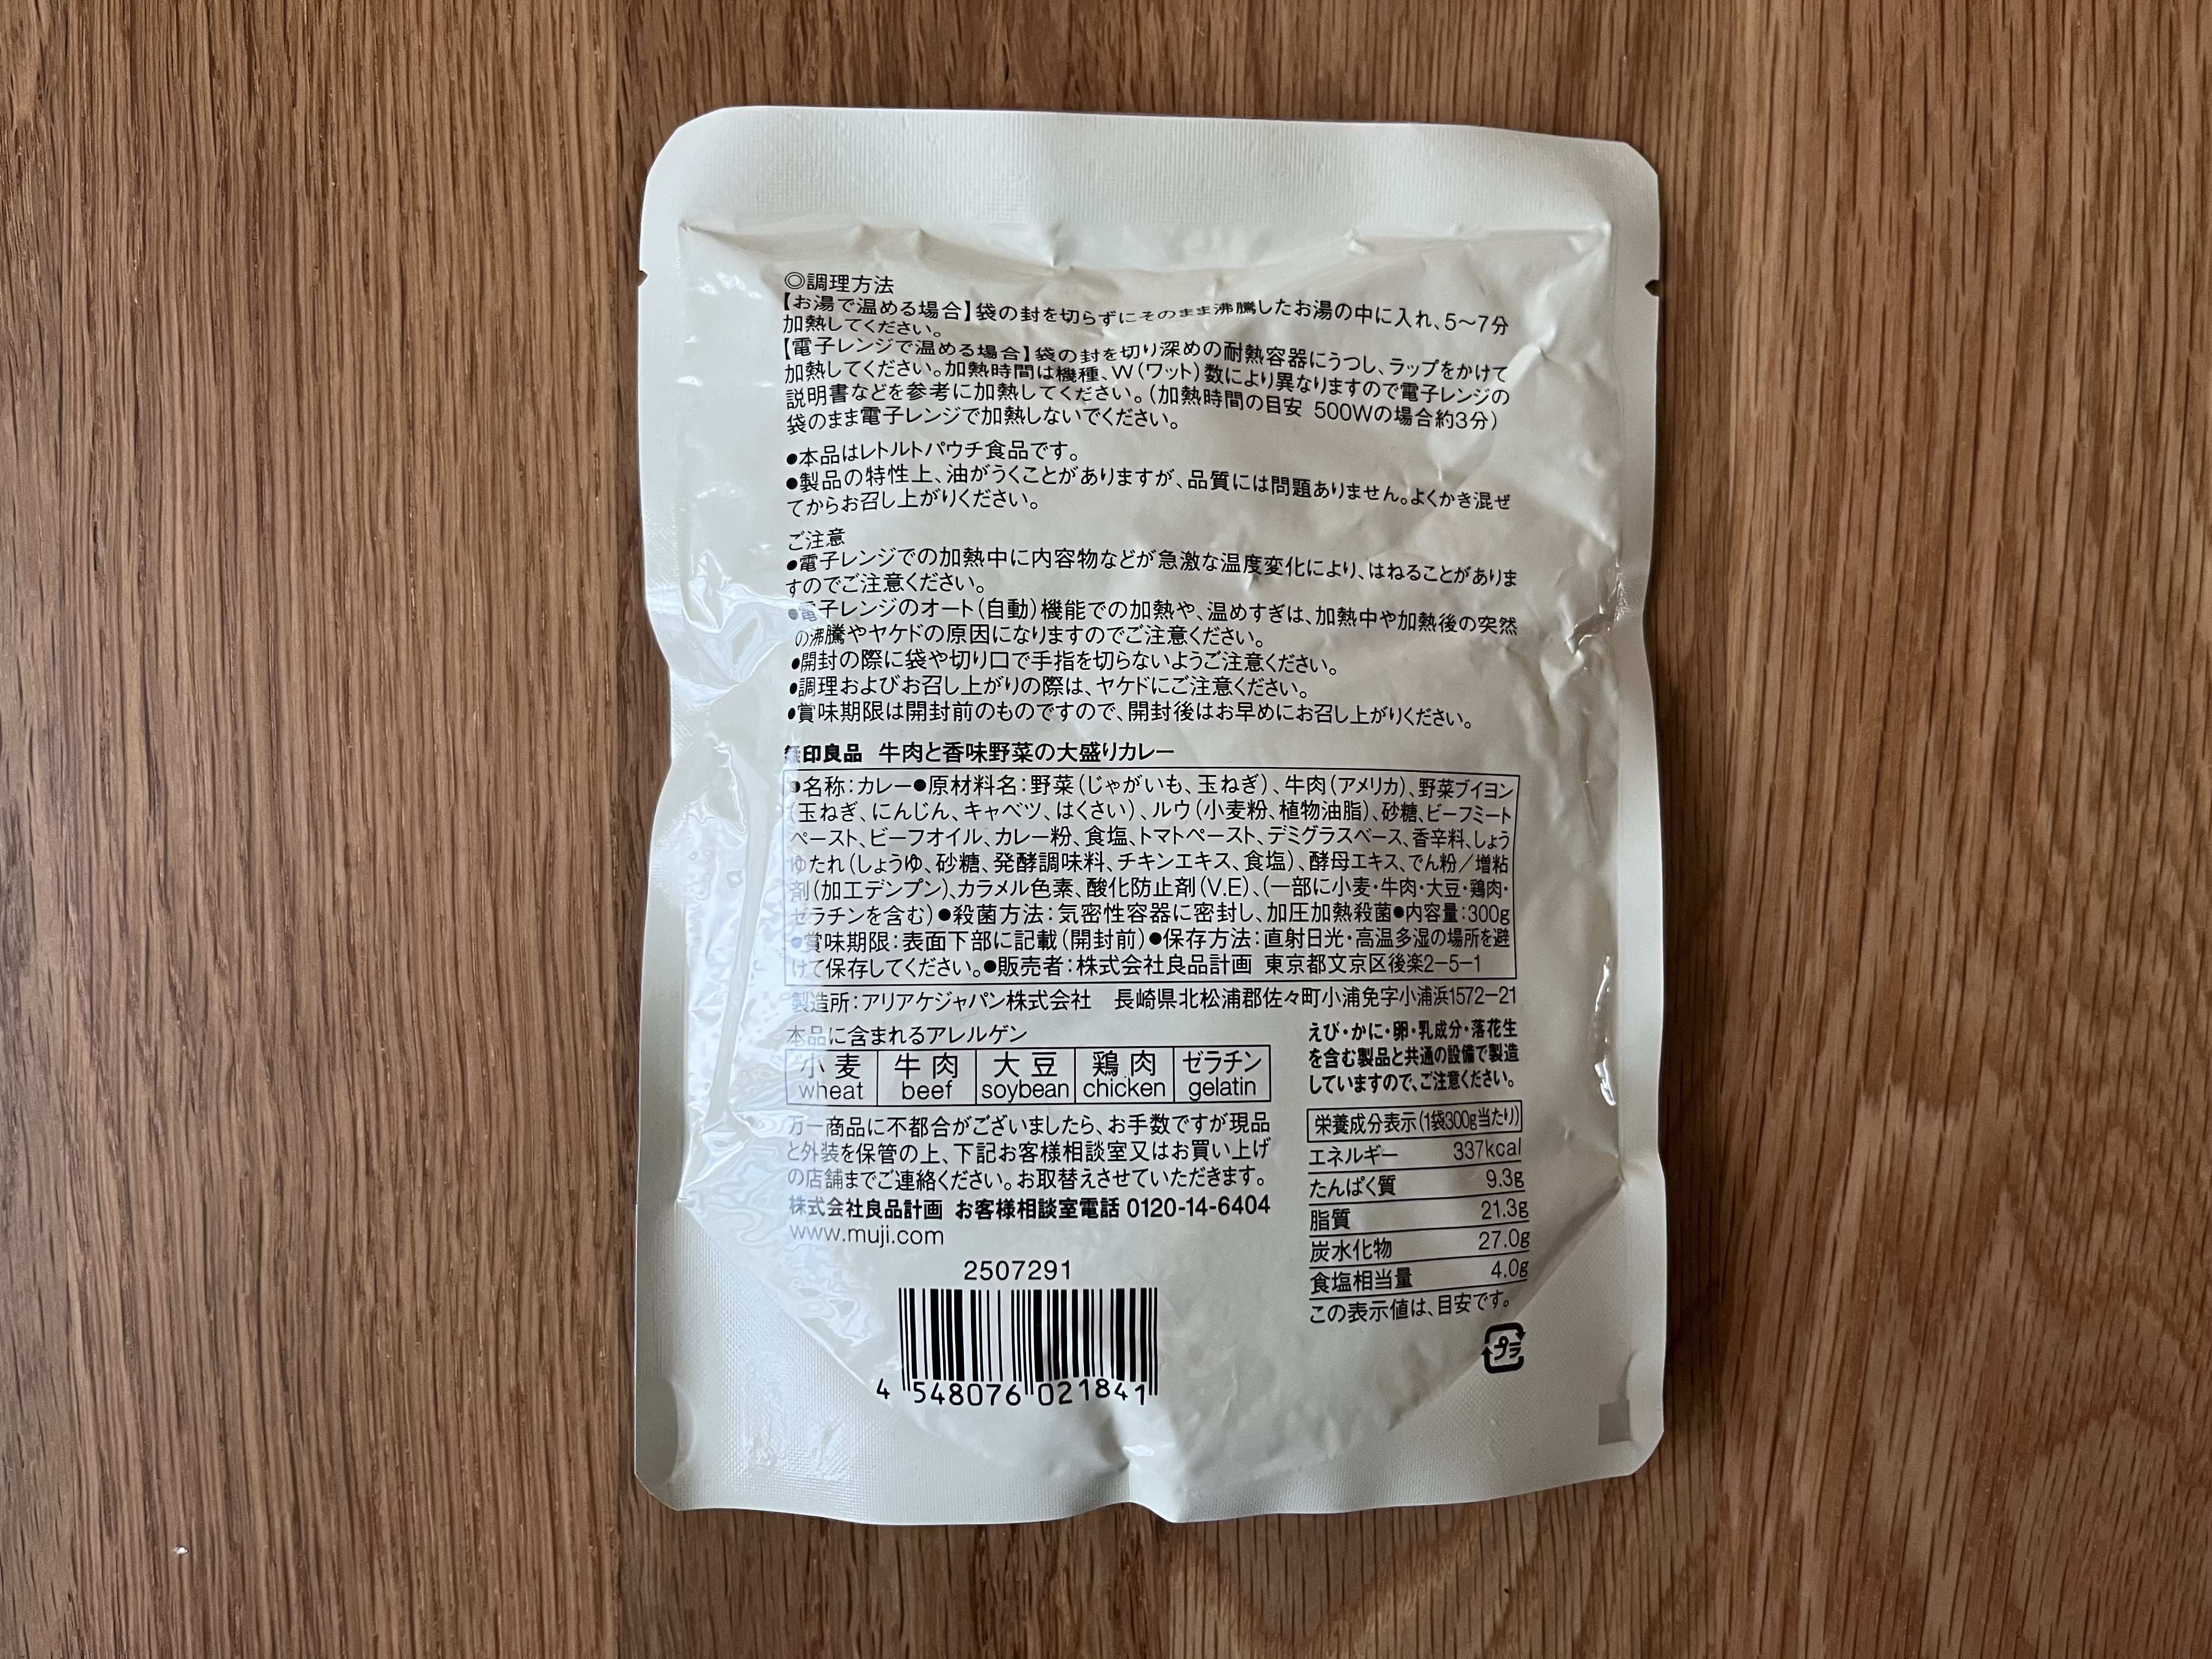 ◎調理方法
【お湯で温める場合】袋の封を切らずにそのまま沸騰したお湯の中に入れ、5〜7分
加熱してください。
【電子レンジで温める場合】袋の封を切り深めの耐熱容器にうつし、ラップをかけて
加熱してください。加熱時間は機種、W(ワット)数により異なりますので電子レンジの
説明書などを参考に加熱してください。(加熱時間の目安 500Wの場合約3分)
袋のまま電子レンジで加熱しないでください。
●本品はレトルトパウチ食品です。
●製品の特性上、油がうくことがありますが、品質には問題ありません。よくかき混ぜ
てからお召し上がりください。
ご注意
●電子レンジでの加熱中に内容物などが急激な温度変化により、はねることがありま
すのでご注意ください。
●電子レンジのオート(自動)機能での加熱や、温めすぎは、加熱中や加熱後の突然
の沸騰やヤケドの原因になりますのでご注意ください。
●開封の際に袋や切り口で手指を切らないようご注意ください。
●調理およびお召し上がりの際は、ヤケドにご注意ください。
●賞味期限は開封前のものですので、開封後はお早めにお召し上がりください。
無印良品 牛肉と香味野菜の大盛りカレー
●名称:カレー●原材料名:野菜(じゃがいも、玉ねぎ)、牛肉(アメリカ)、野菜ブイヨン
(玉ねぎ、にんじん、キャベツ、はくさい)、ルウ(小麦粉、植物油脂)、砂糖、ビーフミート
ペースト、ビーフオイル、カレー粉、食塩、トマトペースト、デミグラスベース、香辛料、しょう
ゆたれ(しょうゆ、砂糖、発酵調味料、チキンエキス、食塩)、酵母エキス、でん粉/増粘
剤(加工デンプン)、カラメル色素、酸化防止剤(V.E)、(一部に小麦・牛肉・大豆・鶏肉・
ゼラチンを含む)●殺菌方法:気密性容器に密封し、加圧加熱殺菌●内容量:300g
●賞味期限:表面下部に記載(開封前)●保存方法:直射日光・高温多湿の場所を避
けて保存してください。●販売者:株式会社良品計画 東京都文京区後楽2-5-1
製造所:アリアケジャパン株式会社 長崎県北松浦郡佐々町小浦免字小浦浜1572-21
本品に含まれるアレルゲン
小麦 牛肉 大豆 鶏肉 ゼラチン
wheat beef soybean chicken gelatin
えび・かに・卵・乳成分・落花生
を含む製品と共通の設備で製造
していますので、ご注意ください。
万一商品に不都合がございましたら、お手数ですが現品
と外装を保管の上、下記お客様相談室又はお買い上げ
の店舗までご連絡ください。お取替えさせていただきます。
株式会社良品計画 お客様相談室電話 0120-14-6404
www.muji.com
栄養成分表示(1袋300g当たり)
エネルギー 337kcal
たんぱく質 9.3g
脂質 21.3g
炭水化物 27.0g
食塩相当量 4.0g
この表示値は、目安です。
プラ
2507291
4 548076 021841